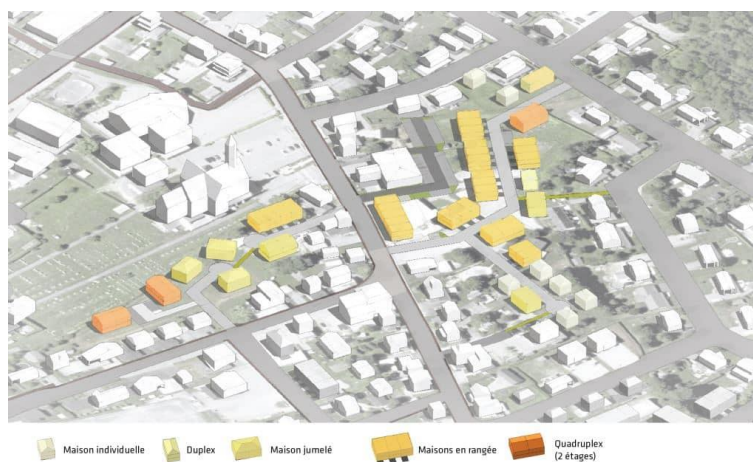 Maison individuelle
Duplex
Maison jumelé
Maisons en rangée
Quadruplex
(2 étages)